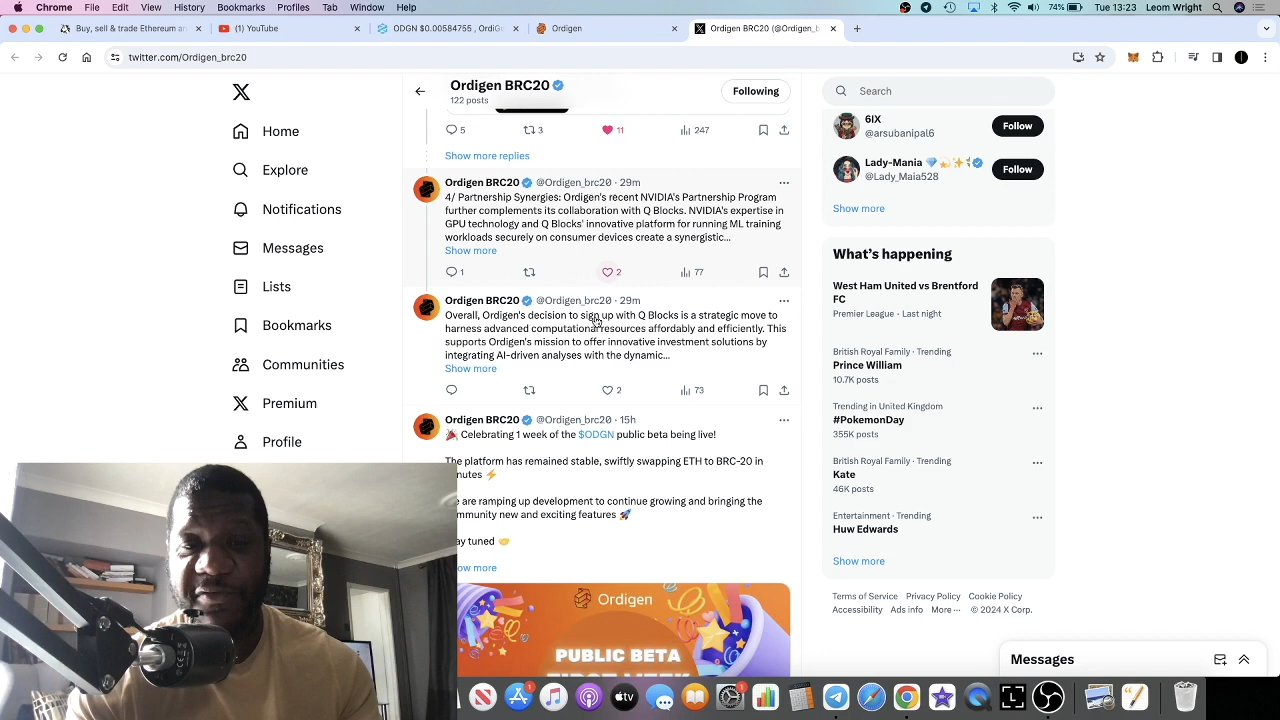 Chrome File Edit View History Bookmarks Profiles Tab Window Help
74% Tue 13:23 Leom Wright
Buy, sell & trade Ethereum an
(1) YouTube
ODGN $0.00584755 , OrdiGe
Ordigen
Ordigen BRC20 (@Ordigen_b
twitter.com/Ordigen_brc20
Home
Explore
Notifications
Messages
Lists
Bookmarks
Communities
Premium
Profile
Ordigen BRC20
122 posts
Following
5 3 11 247
Show more replies
Ordigen BRC20 @Ordigen_brc20 · 29m
4/ Partnership Synergies: Ordigen's recent NVIDIA's Partnership Program
further complements its collaboration with Q Blocks. NVIDIA's expertise in
GPU technology and Q Blocks' innovative platform for running ML training
workloads securely on consumer devices create a synergistic...
Show more
1 2 77
Ordigen BRC20 @Ordigen_brc20 · 29m
Overall, Ordigen's decision to sign up with Q Blocks is a strategic move to
harness advanced computational resources affordably and efficiently. This
supports Ordigen's mission to offer innovative investment solutions by
integrating AI-driven analyses with the dynamic...
Show more
2 73
Ordigen BRC20 @Ordigen_brc20 · 15h
🎉 Celebrating 1 week of the $ODGN public beta being live!
The platform has remained stable, swiftly swapping ETH to BRC-20 in
nutes ⚡
e are ramping up development to continue growing and bringing the
mmunity new and exciting features 🚀
ay tuned 🤝
ow more
Ordigen
PUBLIC BETA
FIRST WEEK
Search
6IX
@arsubanipal6
Follow
Lady-Mania
@Lady_Maia528
Follow
Show more
What's happening
West Ham United vs Brentford
FC
Premier League · Last night
British Royal Family · Trending
Prince William
10.7K posts
Trending in United Kingdom
#PokemonDay
355K posts
British Royal Family · Trending
Kate
46K posts
Entertainment · Trending
Huw Edwards
Show more
Terms of Service Privacy Policy Cookie Policy
Accessibility Ads info More ··· © 2024 X Corp.
Messages
tv